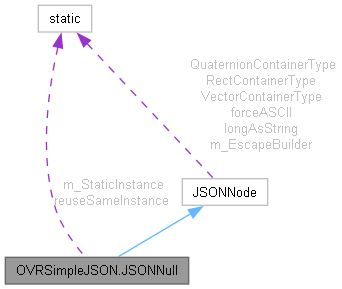 static
QuaternionContainerType
RectContainerType
VectorContainerType
forceASCII
longAsString
m_EscapeBuilder
m_StaticInstance
reuseSameInstance
JSONNode
OVRSimpleJSON.JSONNull